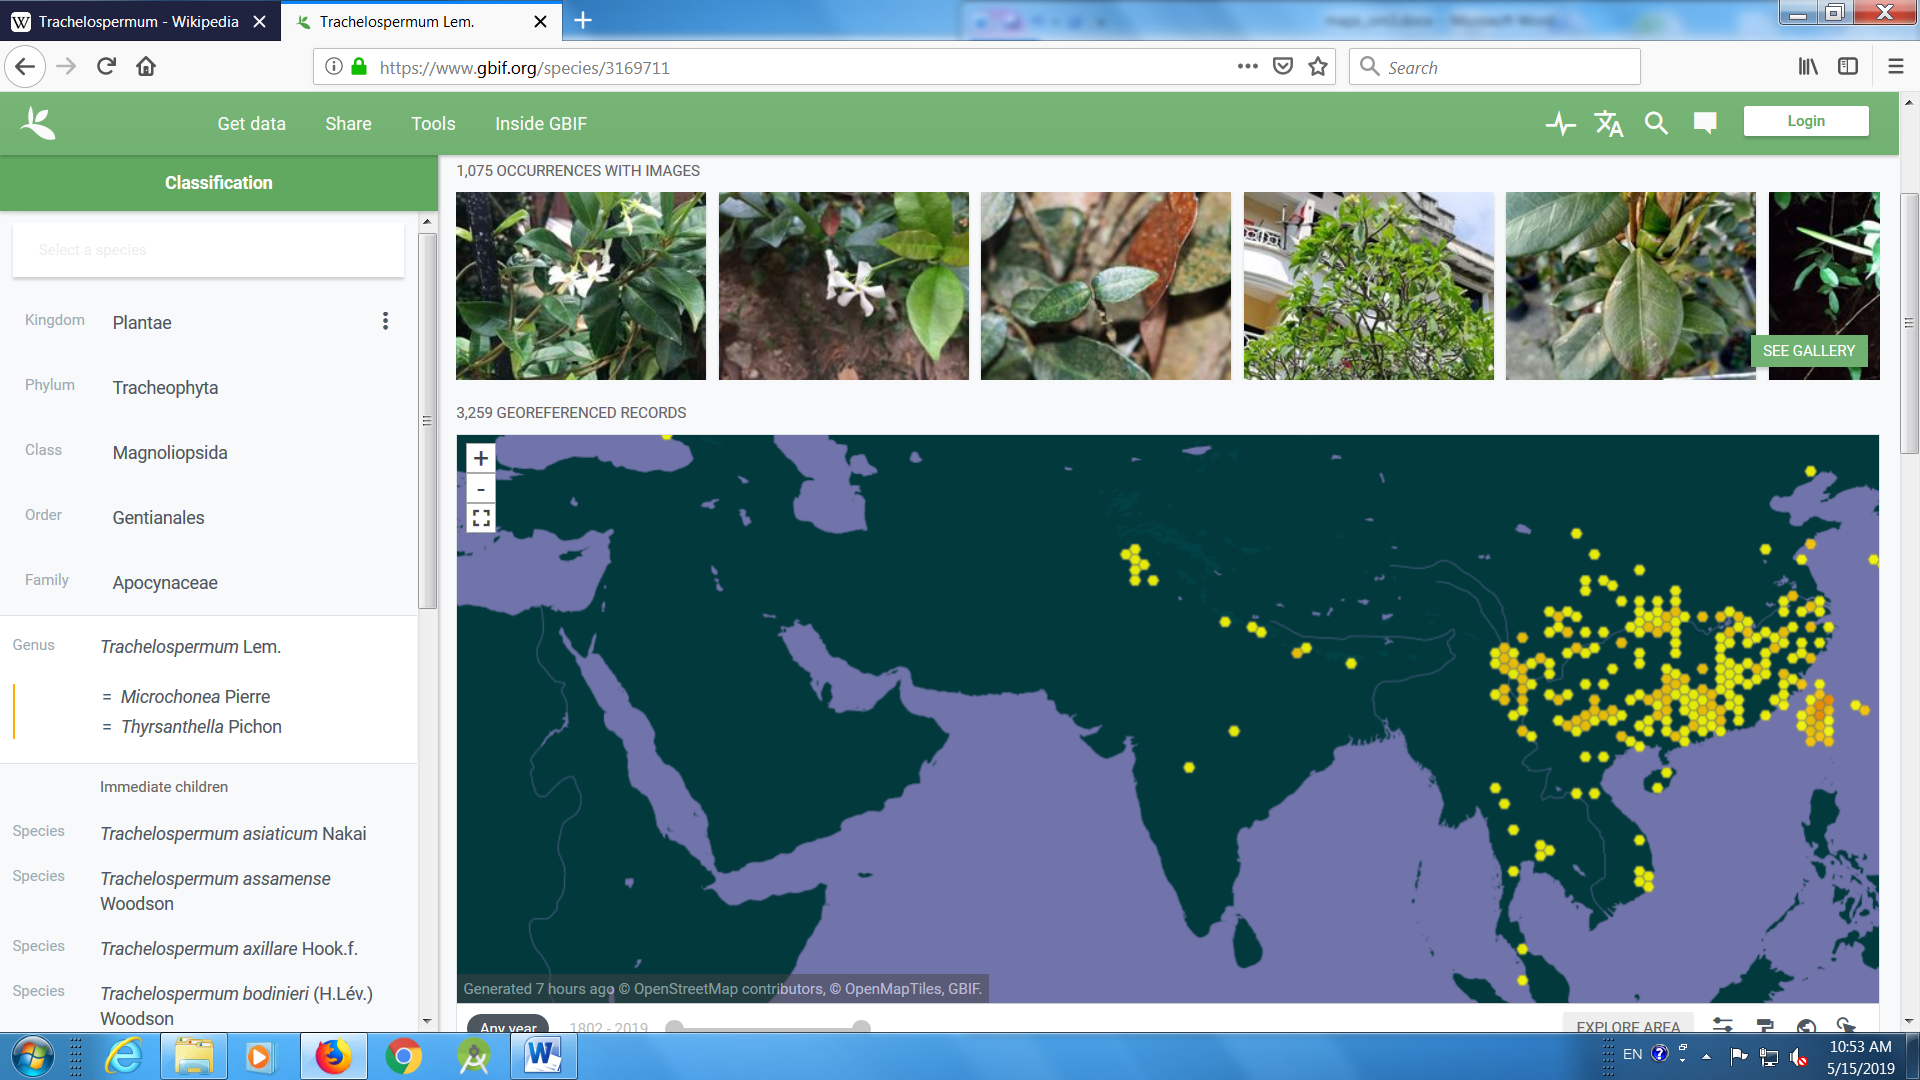 Trachelospermum - Wikipedia
Trachelospermum Lem.
https://www.gbif.org/species/3169711
Search
Get data
Share
Tools
Inside GBIF
Login
Classification
Select a species
Kingdom Plantae
Phylum Tracheophyta
Class Magnoliopsida
Order Gentianales
Family Apocynaceae
Genus Trachelospermum Lem.
= Microchonea Pierre
= Thyrsanthella Pichon
Immediate children
Species Trachelospermum asiaticum Nakai
Species Trachelospermum assamense
Woodson
Species Trachelospermum axillare Hook.f.
Species Trachelospermum bodinieri (H.Lév.)
Woodson
1,075 OCCURRENCES WITH IMAGES
SEE GALLERY
3,259 GEOREFERENCED RECORDS
+
-
Generated 7 hours ago © OpenStreetMap contributors, © OpenMapTiles, GBIF.
Any year
1802 - 2019
EXPLORE AREA
EN
10:53 AM
5/15/2019